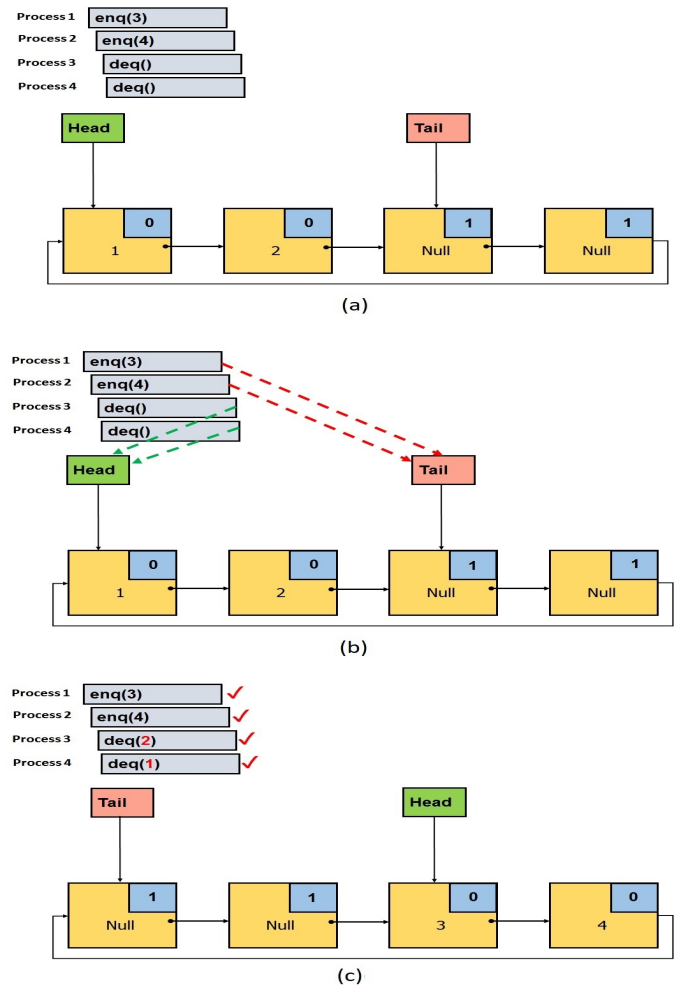 Process 1 enq(3)
Process 2 enq(4)
Process 3 deq()
Process 4 deq()
Head Tail
0 0 1 1
1 2 Null Null
(a)
Process 1 enq(3)
Process 2 enq(4)
Process 3 deq()
Process 4 deq()
Head Tail
0 0 1 1
1 2 Null Null
(b)
Process 1 enq(3)
Process 2 enq(4)
Process 3 deq(2)
Process 4 deq(1)
Tail Head
1 1 0 0
Null Null 3 4
(c)